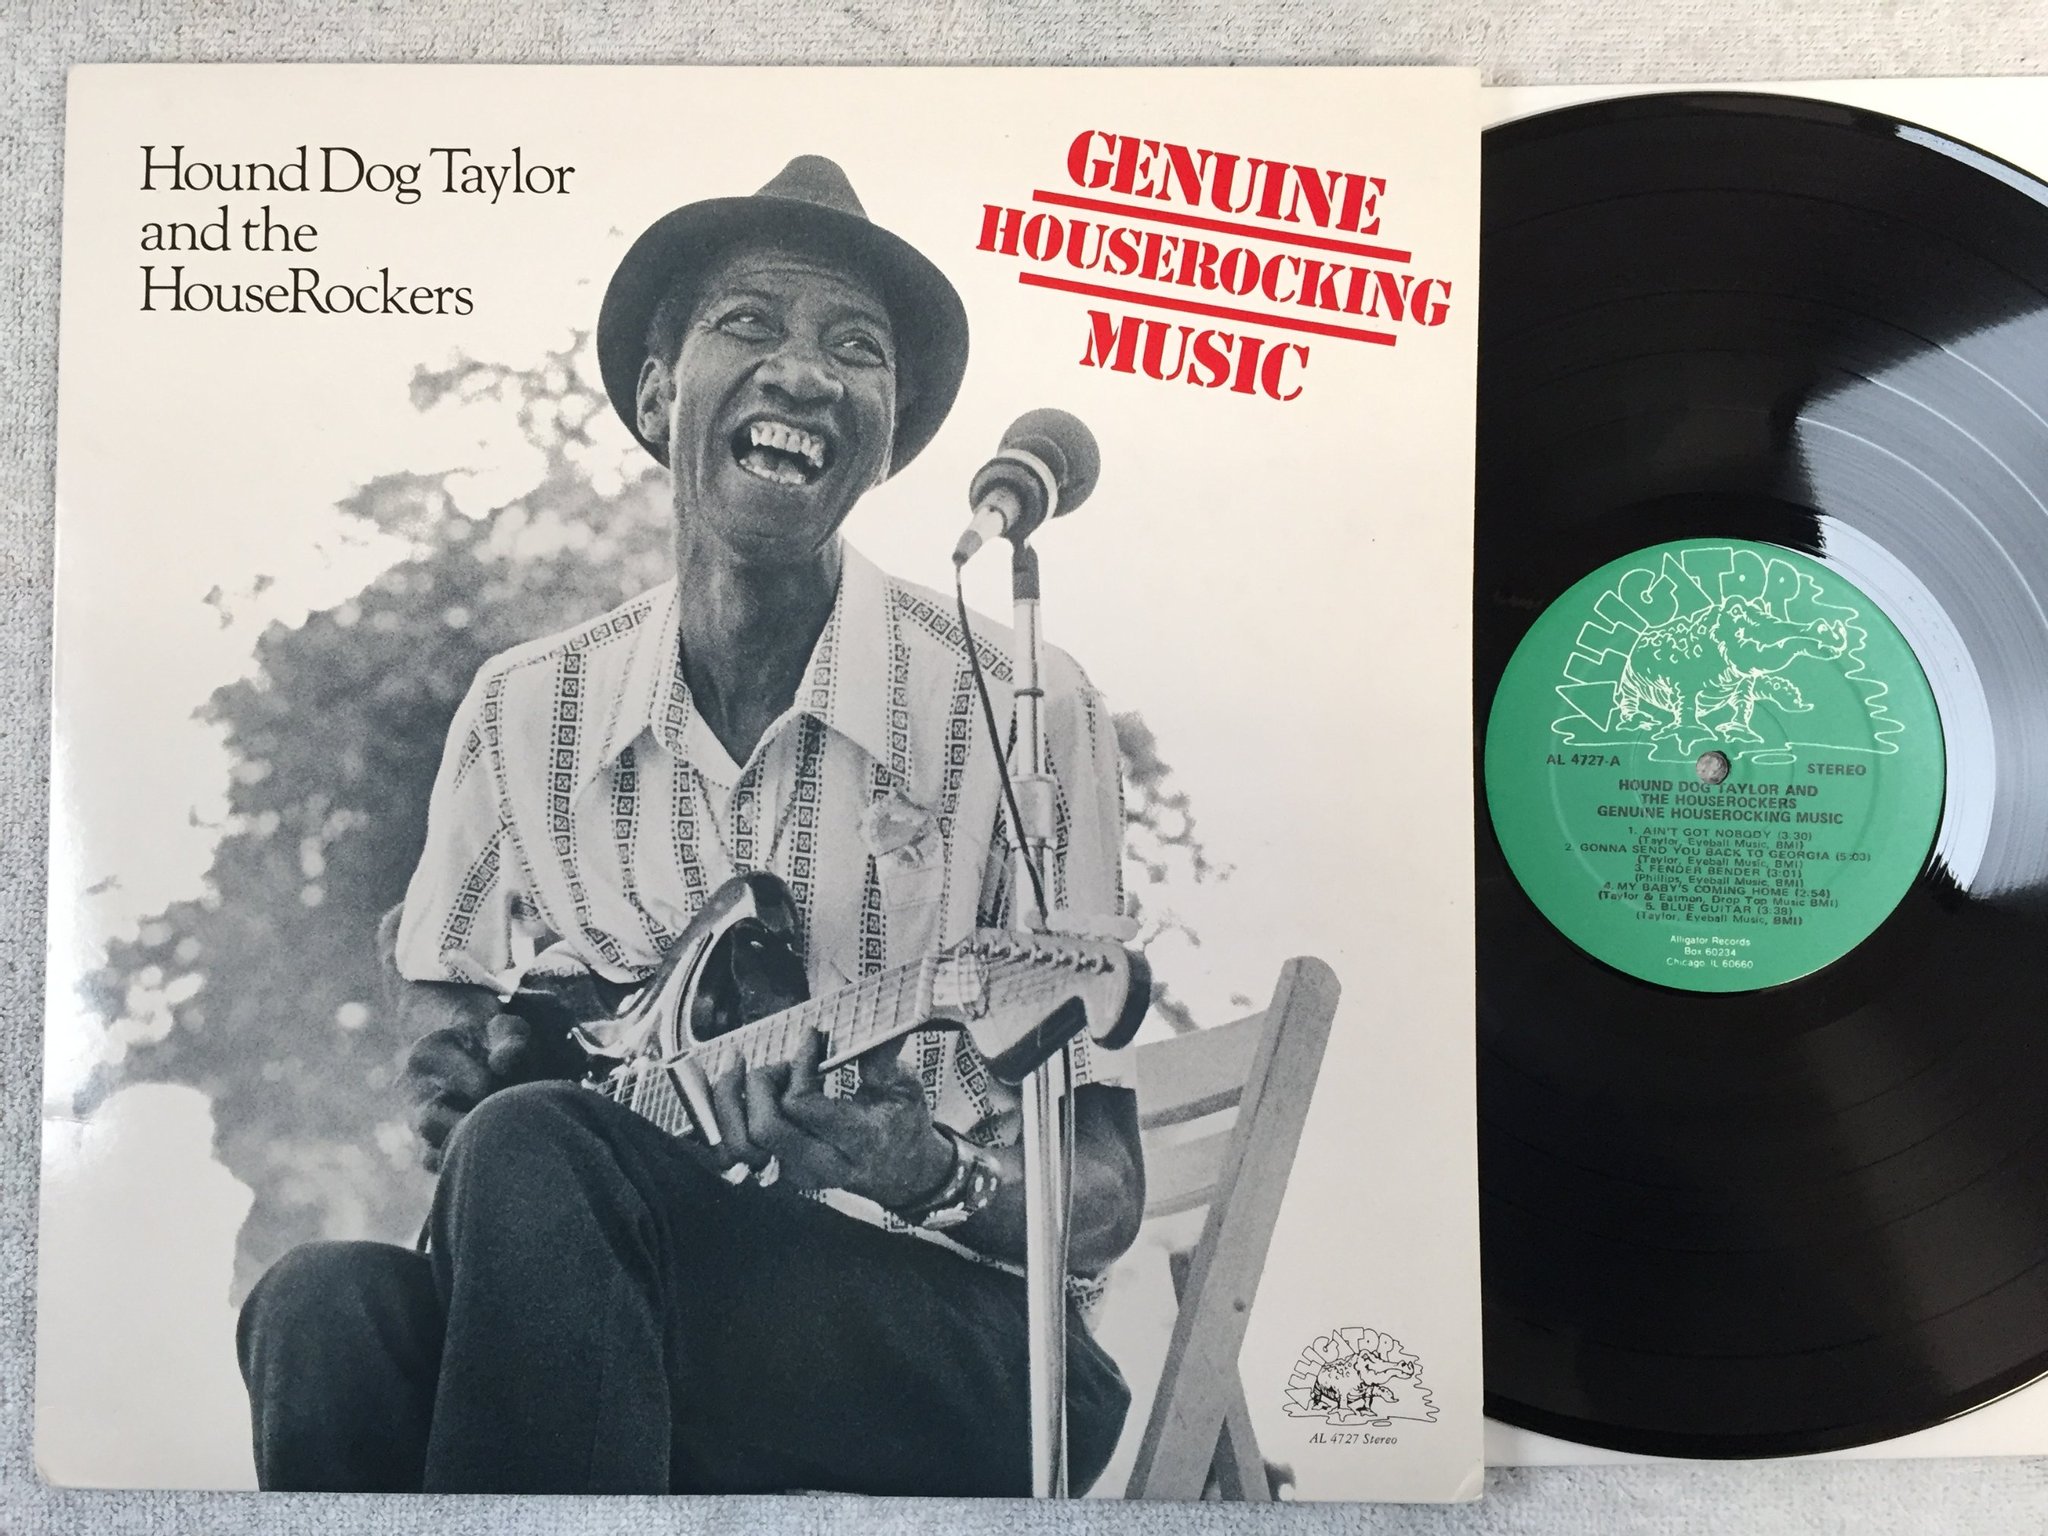 Hound Dog Taylor
and the
HouseRockers
GENUINE
HOUSEROCKING
MUSIC
ALLIGATOR
AL 4727 Stereo
ALLIGATOR
AL 4727-A
STEREO
HOUND DOG TAYLOR AND
THE HOUSEROCKERS
GENUINE HOUSEROCKING MUSIC
1. AIN'T GOT NOBODY (3:30)
(Taylor, Eyeball Music, BMI)
2. GONNA SEND YOU BACK TO GEORGIA (5:03)
(Taylor, Eyeball Music, BMI)
3. FENDER BENDER (3:01)
(Phillips, Eyeball Music, BMI)
4. MY BABY'S COMING HOME (2:54)
(Taylor & Eatmon, Drop Top Music BMI)
5. BLUE GUITAR (3:38)
(Taylor, Eyeball Music, BMI)
Alligator Records
Box 60234
Chicago, IL 60660